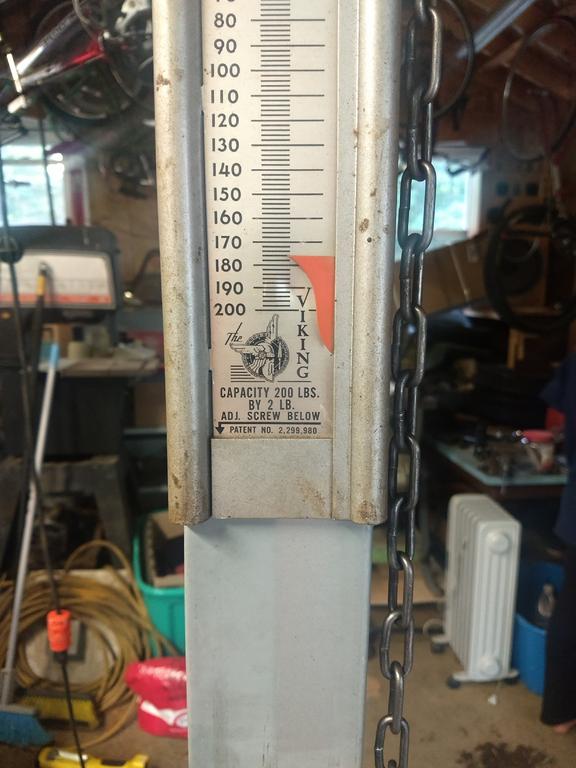 80
90
100
110
120
130
140
150
160
170
180
190
200
The
VIKING
CAPACITY 200 LBS.
BY 2 LB.
ADJ. SCREW BELOW
PATENT NO. 2,299,980